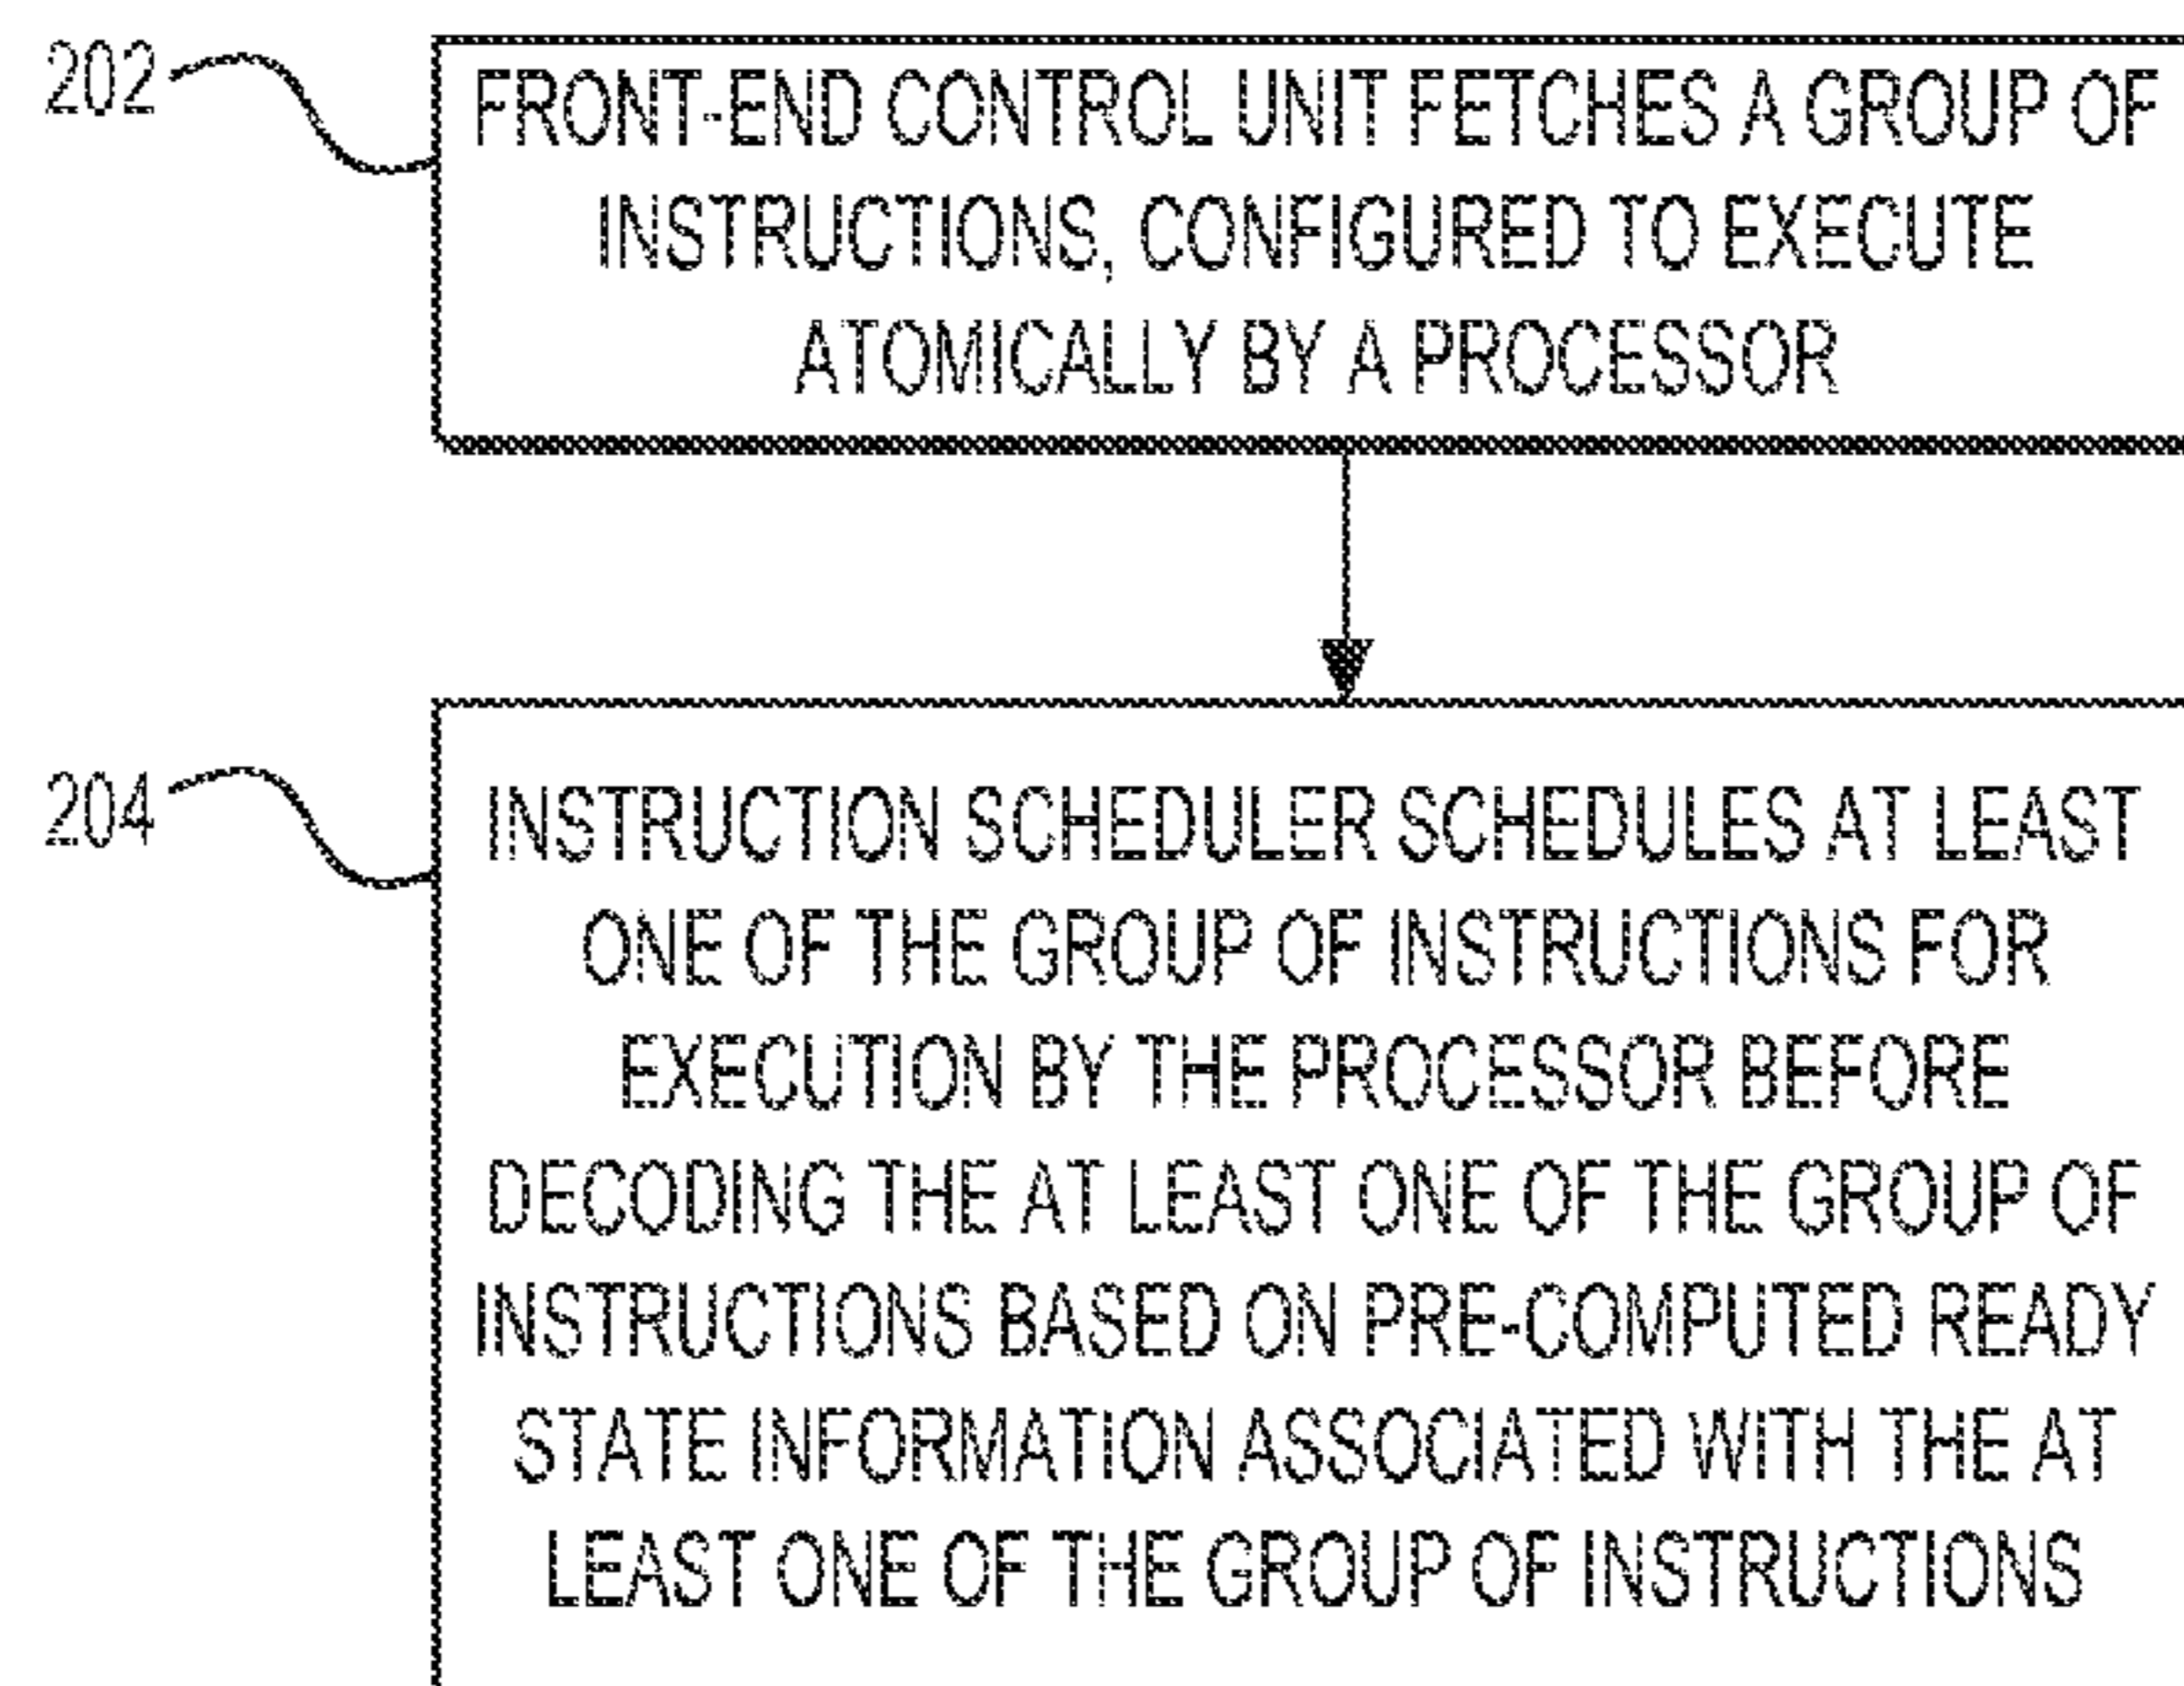 202
FRONT-END CONTROL UNIT FETCHES A GROUP OF
INSTRUCTIONS, CONFIGURED TO EXECUTE
ATOMICALLY BY A PROCESSOR
204
INSTRUCTION SCHEDULER SCHEDULES AT LEAST
ONE OF THE GROUP OF INSTRUCTIONS FOR
EXECUTION BY THE PROCESSOR BEFORE
DECODING THE AT LEAST ONE OF THE GROUP OF
INSTRUCTIONS BASED ON PRE-COMPUTED READY
STATE INFORMATION ASSOCIATED WITH THE AT
LEAST ONE OF THE GROUP OF INSTRUCTIONS